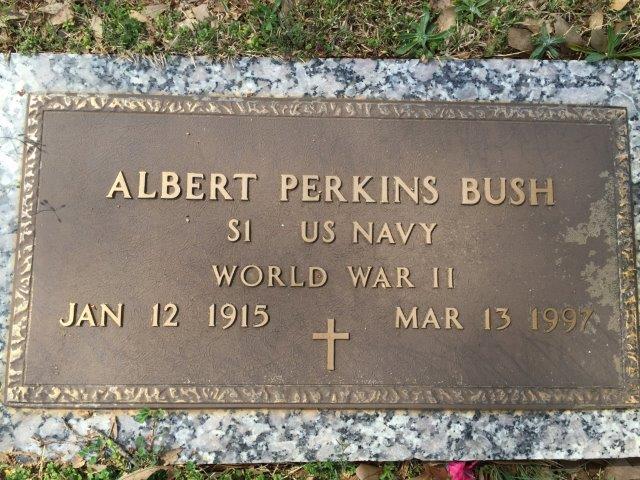 ALBERT PERKINS BUSH
S1 US NAVY
WORLD WAR II
JAN 12 1915 MAR 13 1997